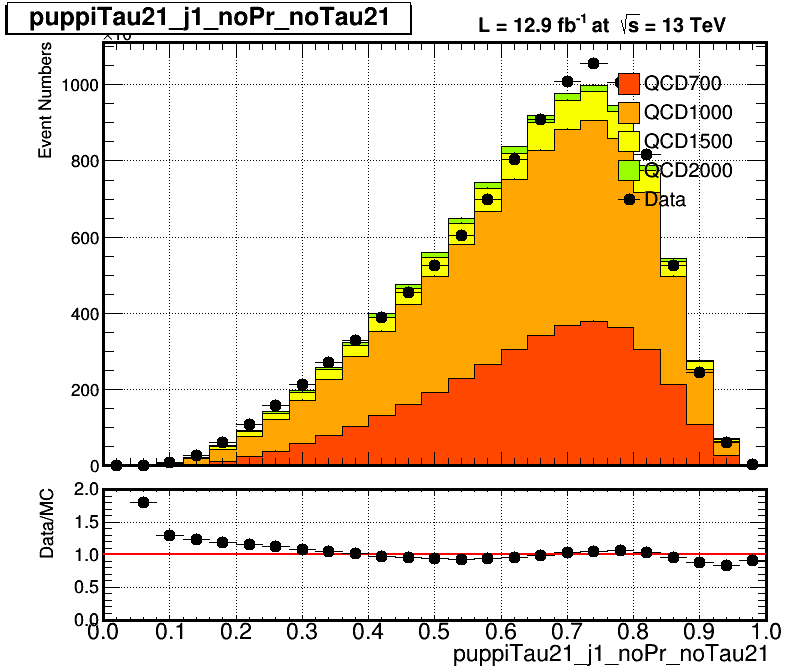 puppiTau21_j1_noPr_noTau21
L = 12.9 fb⁻¹ at √s = 13 TeV
Event Numbers
1000
800
600
400
200
0
QCD700
QCD1000
QCD1500
QCD2000
Data
Data/MC
2.0
1.5
1.0
0.5
0.0
0.0 0.1 0.2 0.3 0.4 0.5 0.6 0.7 0.8 0.9 1.0
puppiTau21_j1_noPr_noTau21